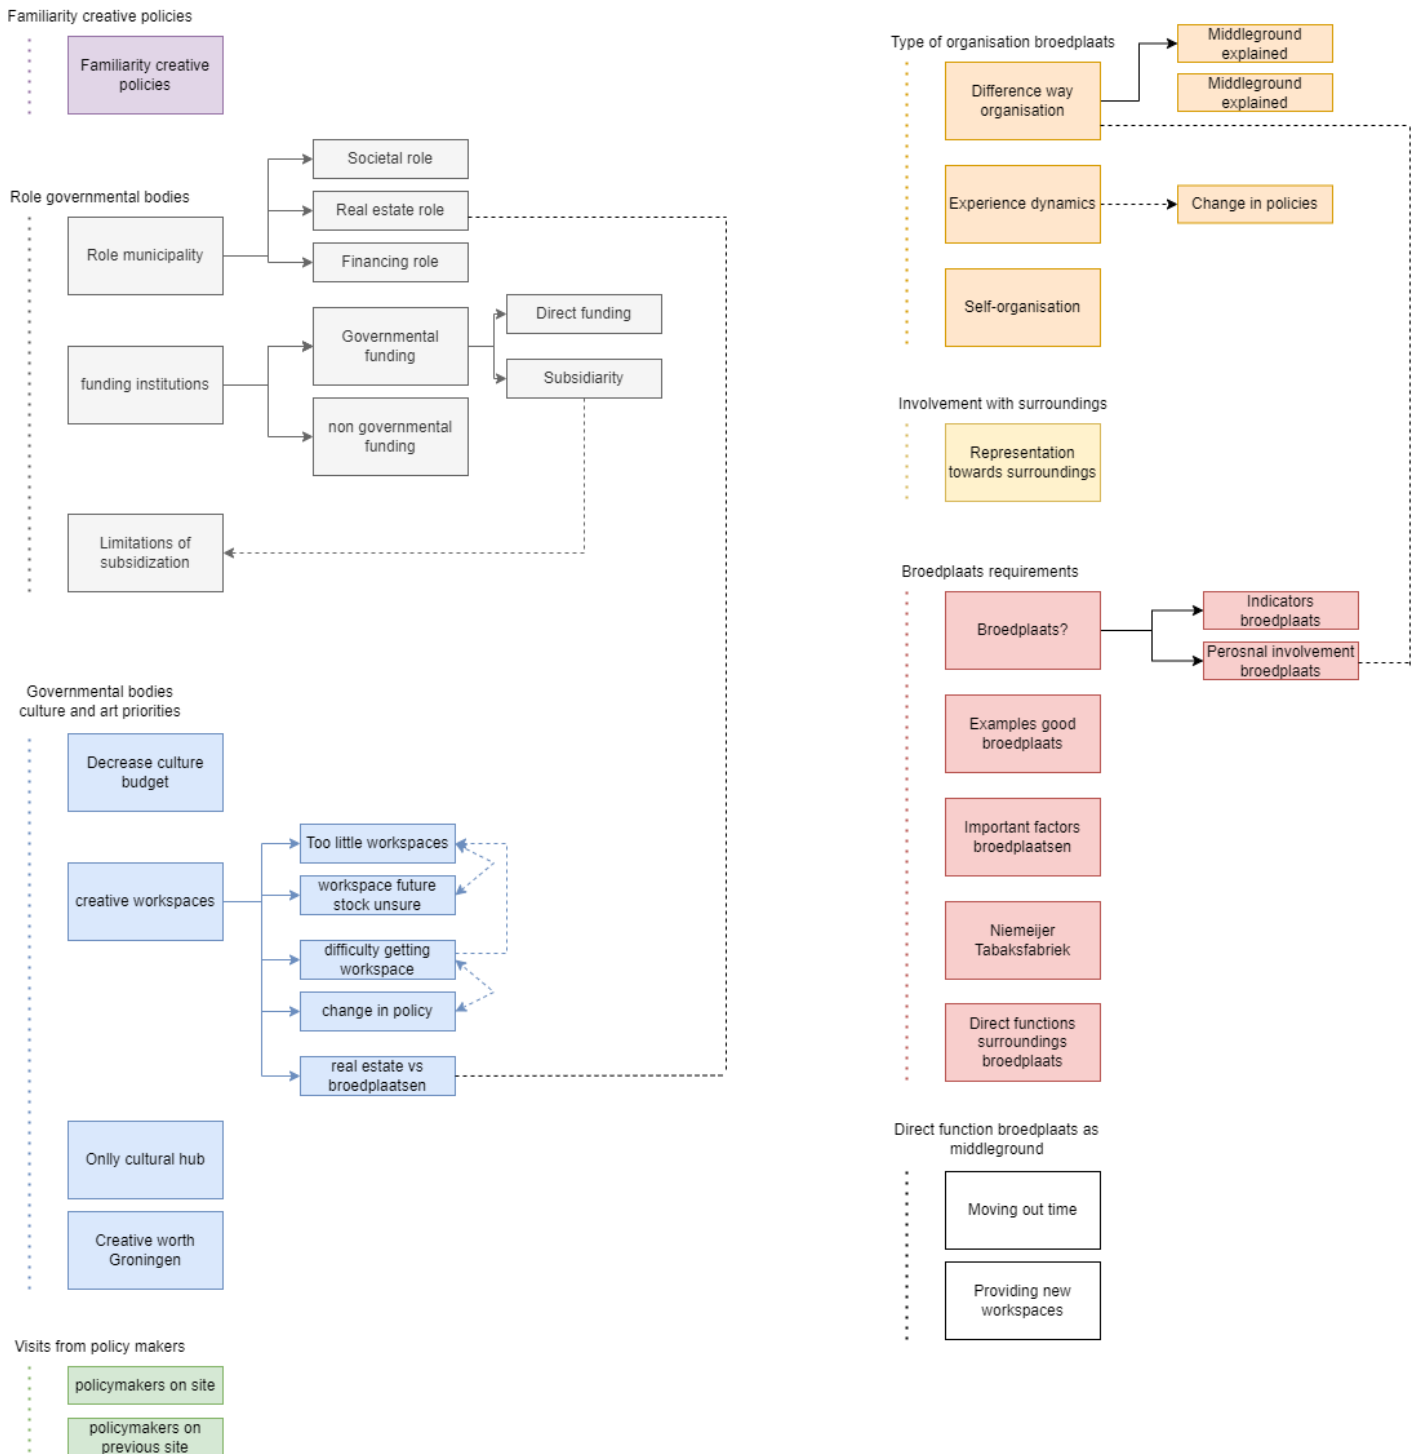 Familiarity creative policies
Familiarity creative
policies
Role governmental bodies
Role municipality
Societal role
Real estate role
Financing role
funding institutions
Governmental
funding
Direct funding
Subsidiarity
non governmental
funding
Limitations of
subsidization
Governmental bodies
culture and art priorities
Decrease culture
budget
creative workspaces
Too little workspaces
workspace future
stock unsure
difficulty getting
workspace
change in policy
real estate vs
broedplaatsen
Onlly cultural hub
Creative worth
Groningen
Visits from policy makers
policymakers on site
policymakers on
previous site
Type of organisation broedplaats
Difference way
organisation
Middleground
explained
Middleground
explained
Experience dynamics
Change in policies
Self-organisation
Involvement with surroundings
Representation
towards surroundings
Broedplaats requirements
Broedplaats?
Indicators
broedplaats
Perosnal involvement
broedplaats
Examples good
broedplaats
Important factors
broedplaatsen
Niemeijer
Tabaksfabriek
Direct functions
surroundings
broedplaats
Direct function broedplaats as
middleground
Moving out time
Providing new
workspaces